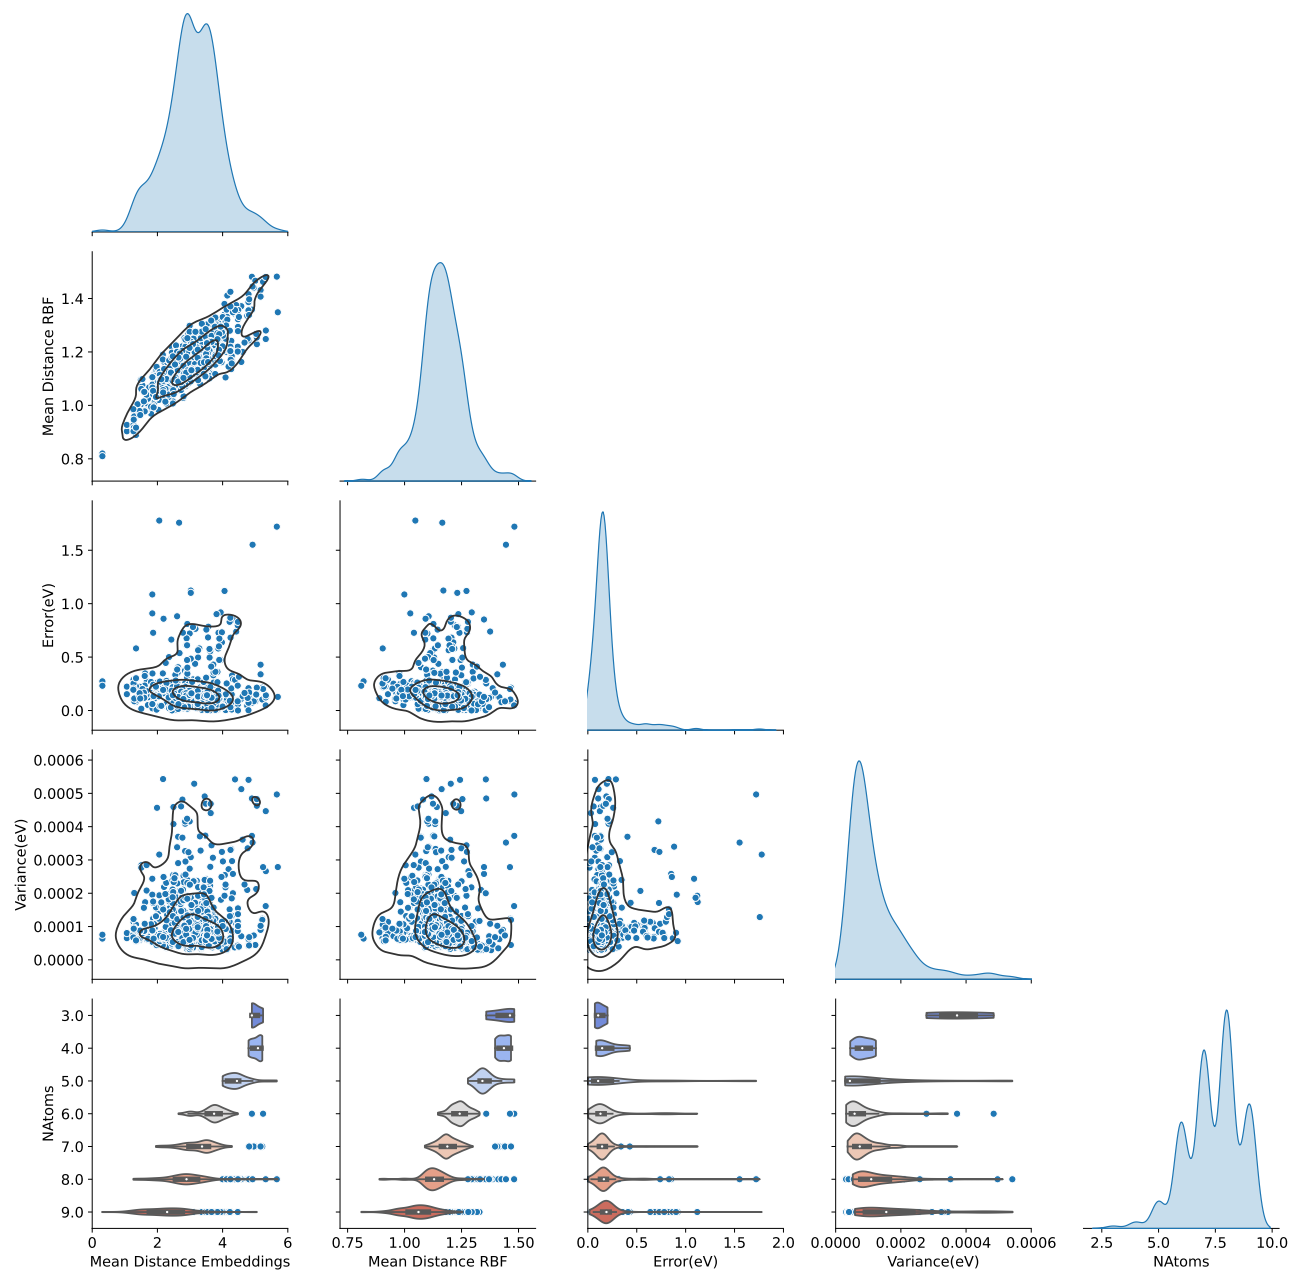 1.4
1.2
1.0
0.8
Mean Distance RBF
1.5
1.0
0.5
0.0
Error(eV)
0.0006
0.0005
0.0004
0.0003
0.0002
0.0001
0.0000
Variance(eV)
3.0
4.0
5.0
6.0
7.0
8.0
9.0
NAtoms
0 2 4 6
Mean Distance Embeddings
0.75 1.00 1.25 1.50
Mean Distance RBF
0.0 0.5 1.0 1.5 2.0
Error(eV)
0.0000 0.0002 0.0004 0.0006
Variance(eV)
2.5 5.0 7.5 10.0
NAtoms